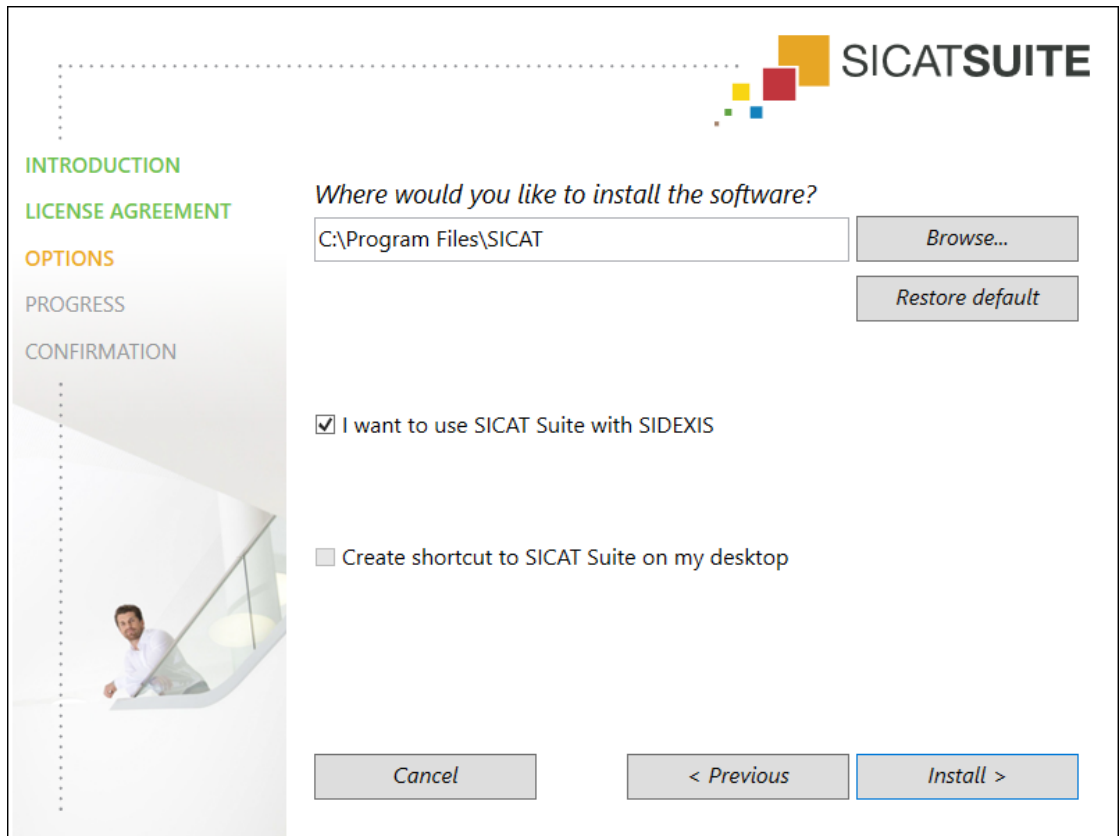 SICATSUITE
INTRODUCTION
LICENSE AGREEMENT
OPTIONS
PROGRESS
CONFIRMATION
Where would you like to install the software?
C:\Program Files\SICAT
Browse...
Restore default
I want to use SICAT Suite with SIDEXIS
Create shortcut to SICAT Suite on my desktop
Cancel
< Previous
Install >